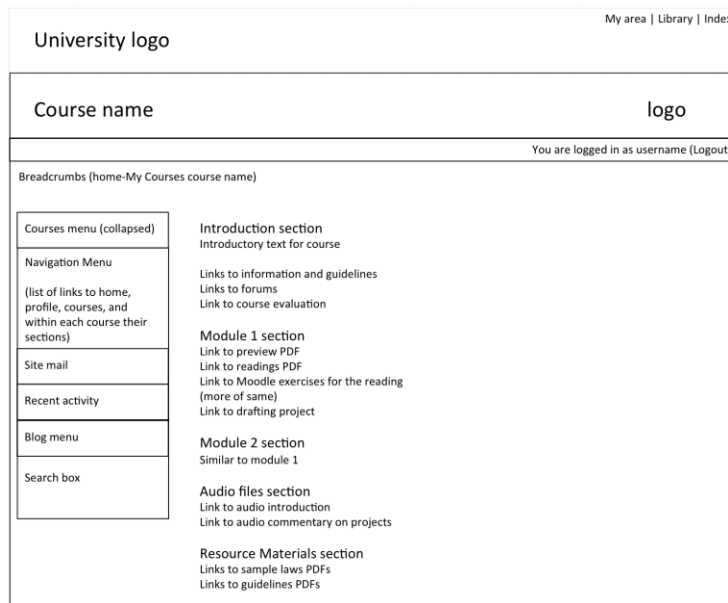 My area | Library | Index
University logo
Course name
logo
You are logged in as username (Logout
Breadcrumbs (home-My Courses course name)
Courses menu (collapsed)
Navigation Menu
(list of links to home,
profile, courses, and
within each course their
sections)
Site mail
Recent activity
Blog menu
Search box
Introduction section
Introductory text for course
Links to information and guidelines
Links to forums
Link to course evaluation
Module 1 section
Link to preview PDF
Link to readings PDF
Link to Moodle exercises for the reading
(more of same)
Link to drafting project
Module 2 section
Similar to module 1
Audio files section
Link to audio introduction
Link to audio commentary on projects
Resource Materials section
Links to sample laws PDFs
Links to guidelines PDFs